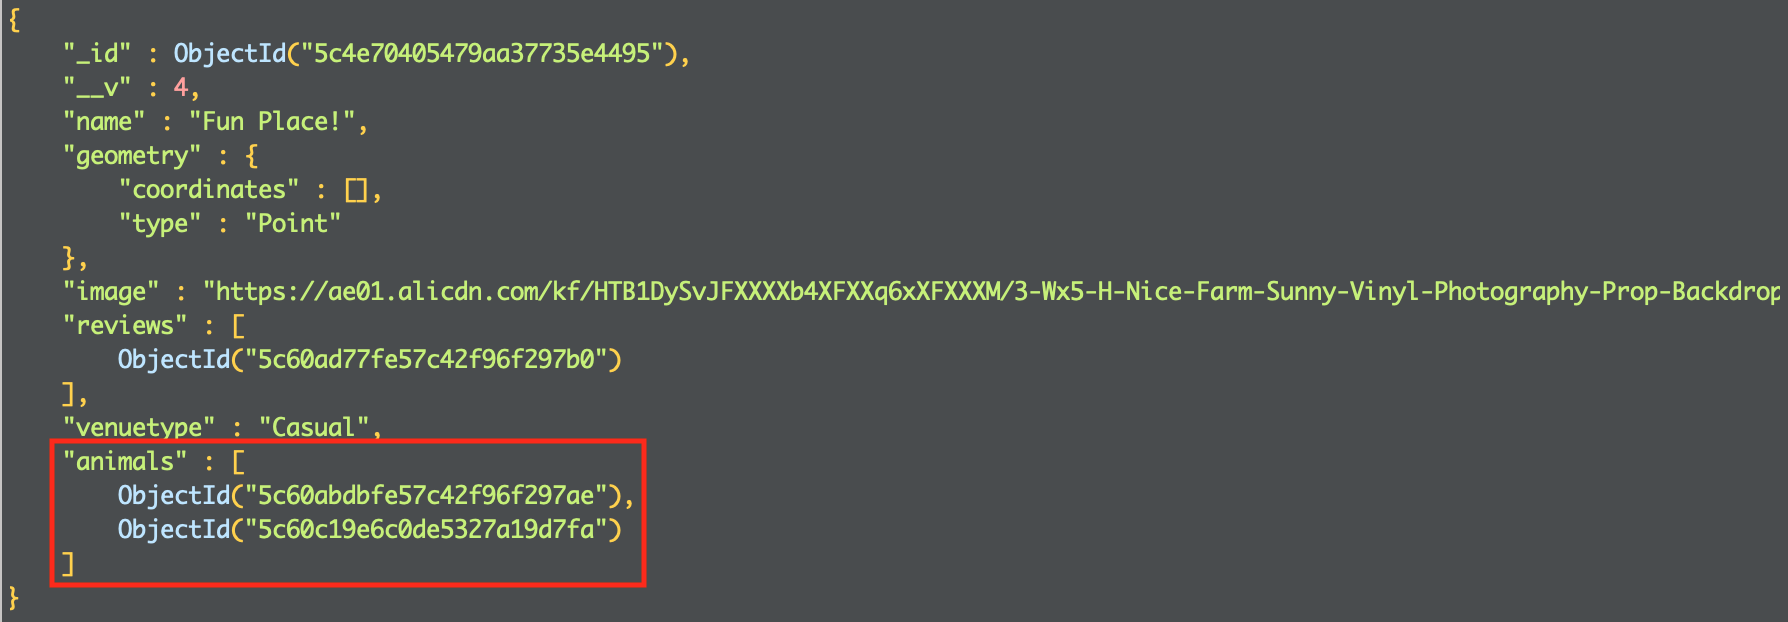 {
"_id" : ObjectId("5c4e70405479aa37735e4495"),
"__v" : 4,
"name" : "Fun Place!",
"geometry" : {
"coordinates" : [],
"type" : "Point"
},
"image" : "https://ae01.alicdn.com/kf/HTB1DySvJFXXXXb4XFXXq6xXFXXXM/3-Wx5-H-Nice-Farm-Sunny-Vinyl-Photography-Prop-Backdrop
"reviews" : [
ObjectId("5c60ad77fe57c42f96f297b0")
],
"venuetype" : "Casual",
"animals" : [
ObjectId("5c60abdbfe57c42f96f297ae"),
ObjectId("5c60c19e6c0de5327a19d7fa")
]
}